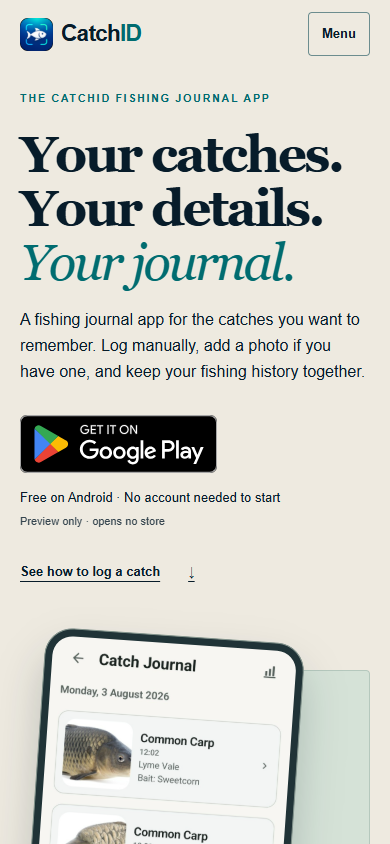 CatchID
Menu
THE CATCHID FISHING JOURNAL APP
Your catches.
Your details.
Your journal.
A fishing journal app for the catches you want to
remember. Log manually, add a photo if you
have one, and keep your fishing history together.
GET IT ON
Google Play
Free on Android · No account needed to start
Preview only · opens no store
See how to log a catch ↓
Catch Journal
Monday, 3 August 2026
Common Carp
12:02
Lyme Vale
Bait: Sweetcorn
Common Carp